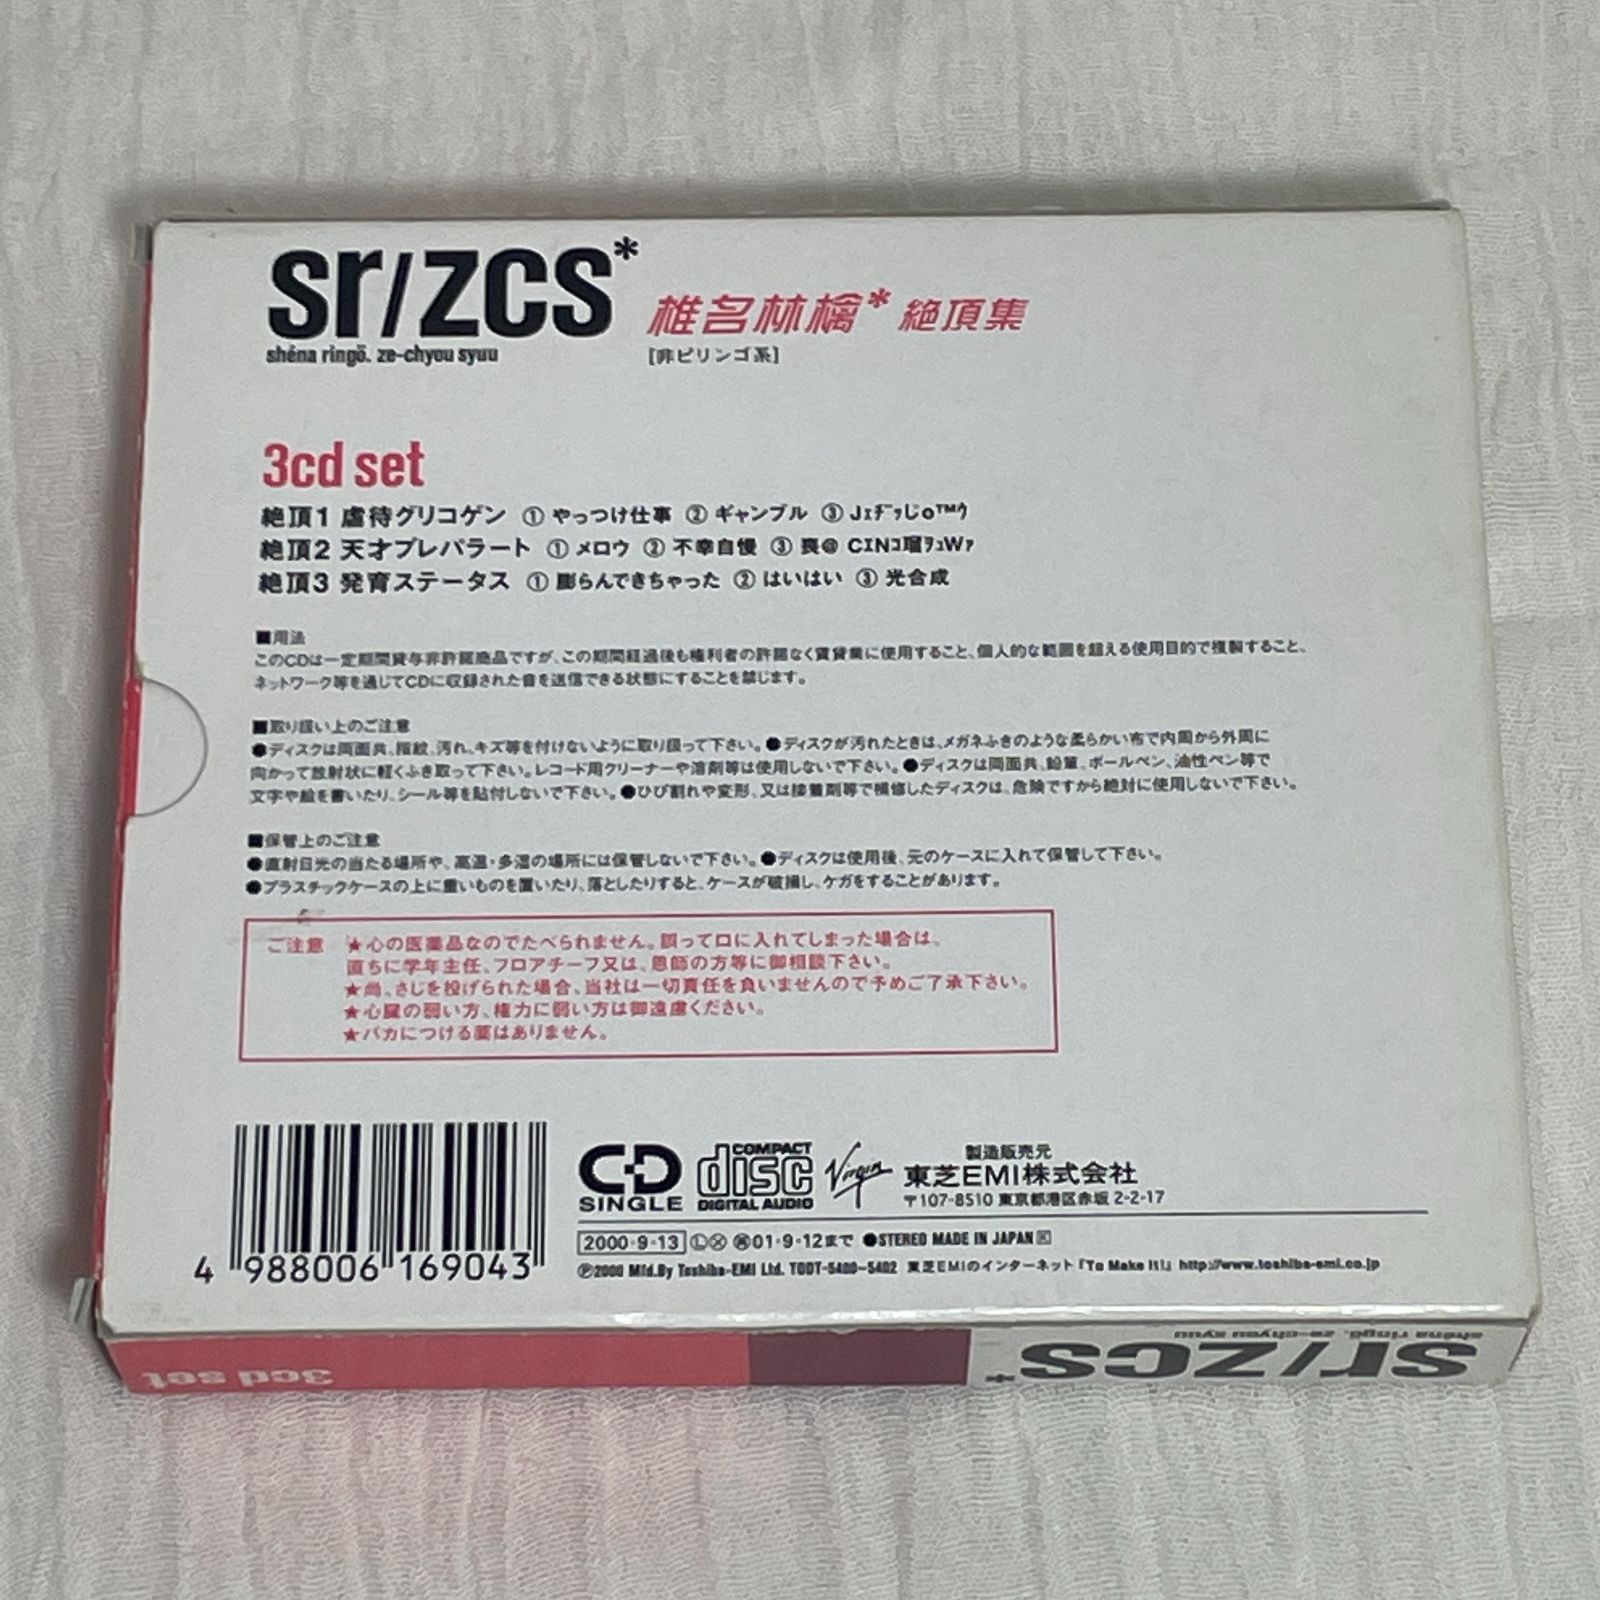 sr/zcs*
shéna ringö. ze-chyou syuu
椎名林檎*絶頂集
[非ピリンゴ系]
3cd set
絶頂1 虐待グリコゲン ① やっつけ仕事 ② ギャンブル ③ JェチッじoTMゥ
絶頂2 天才プレパラート ① メロウ ② 不幸自慢 ③ 喪@ CINコ瑠ヲュWァ
絶頂3 発育ステータス ① 膨らんできちゃった ② はいはい ③ 光合成
■用法
このCDは一定期間貸与非許諾商品ですが、この期間経過後も権利者の許諾なく賃貸業に使用すること、個人的な範囲を超える使用目的で複製すること、
ネットワーク等を通じてCDに収録された音を送信できる状態にすることを禁じます。
■取り扱い上のご注意
●ディスクは両面共、指紋、汚れ、キズ等を付けないように取り扱って下さい。●ディスクが汚れたときは、メガネふきのような柔らかい布で内周から外周に
向かって放射状に軽くふき取って下さい。レコード用クリーナーや溶剤等は使用しないで下さい。●ディスクは両面共、鉛筆、ボールペン、油性ペン等で
文字や絵を書いたり、シール等を貼付しないで下さい。●ひび割れや変形、又は接着剤等で補修したディスクは、危険ですから絶対に使用しないで下さい。
■保管上のご注意
●直射日光の当たる場所や、高温・多湿の場所には保管しないで下さい。●ディスクは使用後、元のケースに入れて保管して下さい。
●プラスチックケースの上に重いものを置いたり、落としたりすると、ケースが破損し、ケガをすることがあります。
ご注意 ★心の医薬品なのでたべられません。誤って口に入れてしまった場合は、
直ちに学年主任、フロアチーフ又は、恩師の方等に御相談下さい。
★尚、さじを投げられた場合、当社は一切責任を負いませんので予めご了承下さい。
★心臓の弱い方、権力に弱い方は御遠慮ください。
★バカにつける薬はありません。
4 988006 169043
CD SINGLE
COMPACT disc DIGITAL AUDIO
Virgin
製造販売元
東芝EMI株式会社
〒107-8510 東京都港区赤坂 2-2-17
2000・9・13 Ⓛ 01・9・12まで ●STEREO MADE IN JAPAN
Ⓟ2000 Mfd.By Toshiba-EMI Ltd. TODT-5400~5402 東芝EMIのインターネット「To Make It!」 http://www.toshiba-emi.co.jp
3cd set
sr/zcs*
shéna ringö. ze-chyou syuu